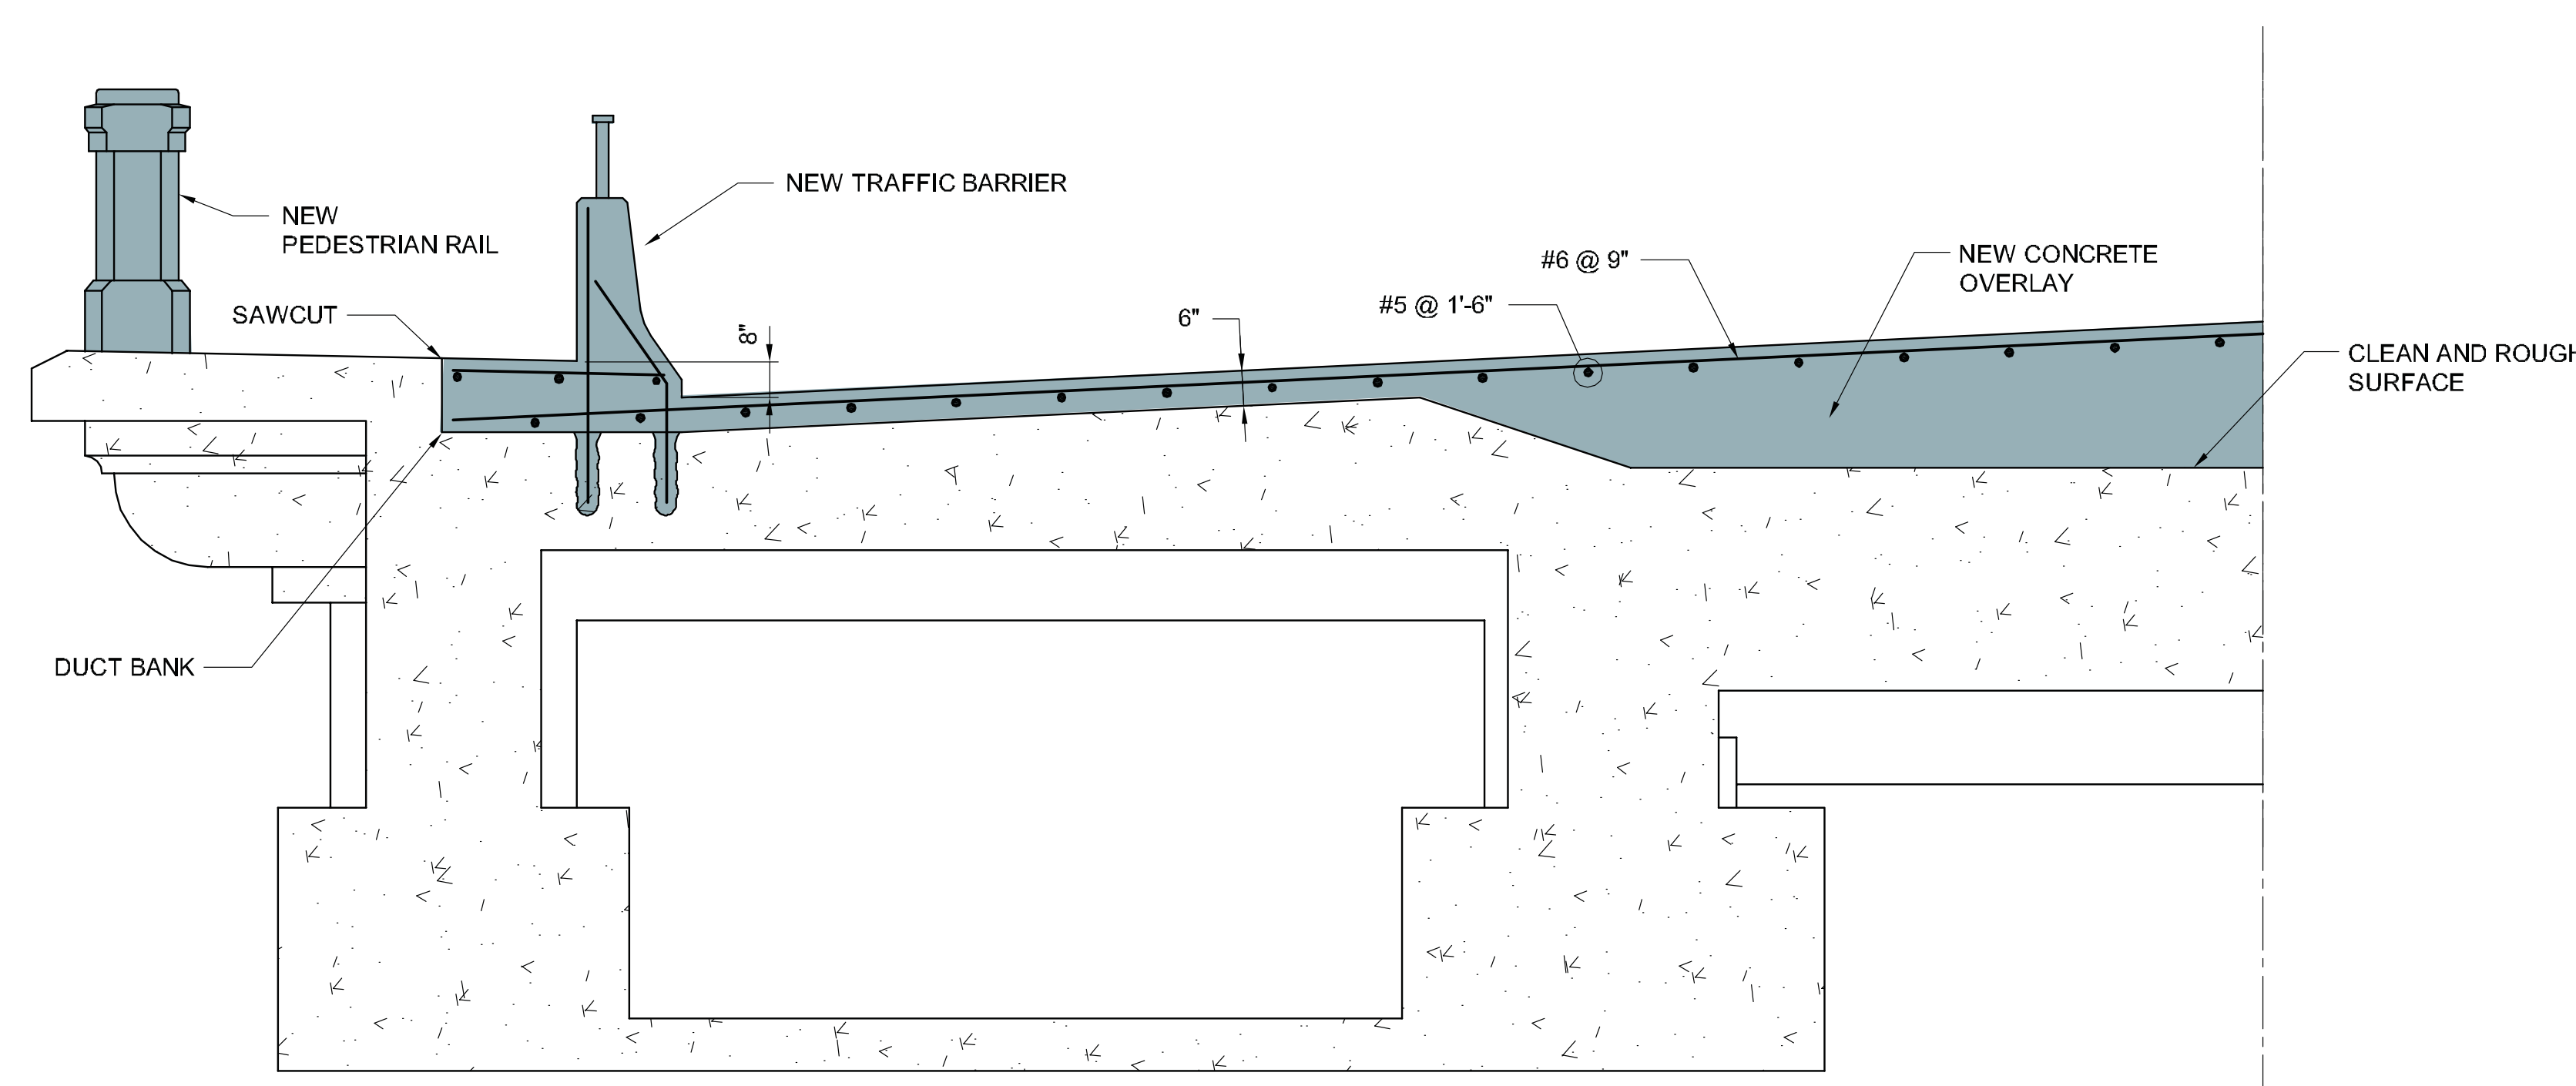 NEW TRAFFIC BARRIER
NEW
PEDESTRIAN RAIL
#6 @ 9"
NEW CONCRETE
OVERLAY
SAWCUT
8"
6"
#5 @ 1'-6"
CLEAN AND ROUGH
SURFACE
DUCT BANK